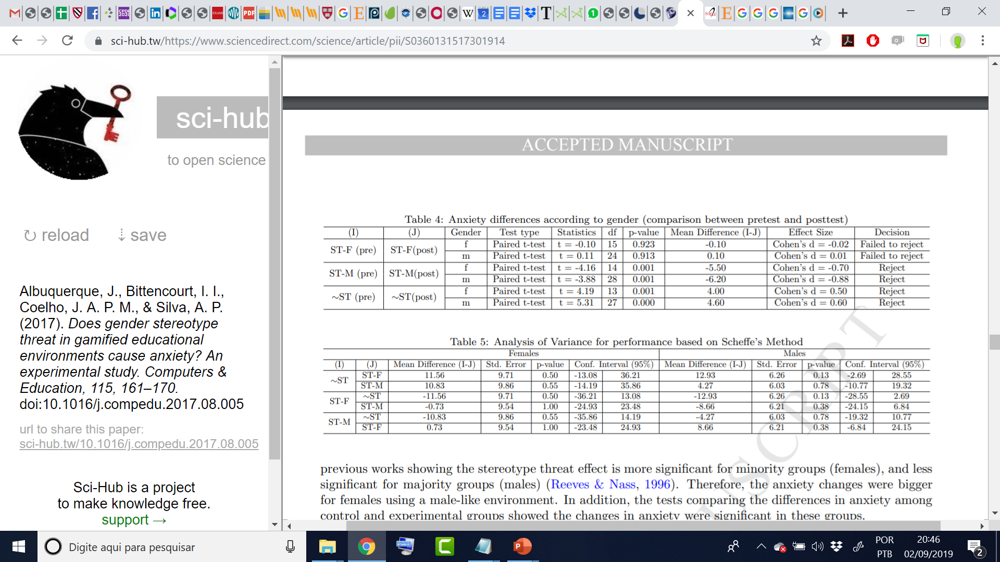 sci-hub.tw/https://www.sciencedirect.com/science/article/pii/S0360131517301914
sci-hub
to open science
↻ reload ⇣ save
Albuquerque, J., Bittencourt, I. I.,
Coelho, J. A. P. M., & Silva, A. P.
(2017). Does gender stereotype
threat in gamified educational
environments cause anxiety? An
experimental study. Computers &
Education, 115, 161–170.
doi:10.1016/j.compedu.2017.08.005
url to share this paper:
sci-hub.tw/10.1016/j.compedu.2017.08.005
Sci-Hub is a project
to make knowledge free.
support →
ACCEPTED MANUSCRIPT
Table 4: Anxiety differences according to gender (comparison between pretest and posttest)
(I) (J) Gender Test type Statistics df p-value Mean Difference (I-J) Effect Size Decision
ST-F (pre) ST-F(post) f Paired t-test t = -0.10 15 0.923 -0.10 Cohen's d = -0.02 Failed to reject
m Paired t-test t = 0.11 24 0.913 0.10 Cohen's d = 0.01 Failed to reject
ST-M (pre) ST-M(post) f Paired t-test t = -4.16 14 0.001 -5.50 Cohen's d = -0.70 Reject
m Paired t-test t = -3.88 28 0.001 -6.20 Cohen's d = -0.88 Reject
~ST (pre) ~ST(post) f Paired t-test t = 4.19 13 0.001 4.00 Cohen's d = 0.50 Reject
m Paired t-test t = 5.31 27 0.000 4.60 Cohen's d = 0.60 Reject
Table 5: Analysis of Variance for performance based on Scheffe's Method
Females Males
(I) (J) Mean Difference (I-J) Std. Error p-value Conf. Interval (95%) Mean Difference (I-J) Std. Error p-value Conf. Interval (95%)
~ST ST-F 11.56 9.71 0.50 -13.08 36.21 12.93 6.26 0.13 -2.69 28.55
ST-M 10.83 9.86 0.55 -14.19 35.86 4.27 6.03 0.78 -10.77 19.32
ST-F ~ST -11.56 9.71 0.50 -36.21 13.08 -12.93 6.26 0.13 -28.55 2.69
ST-M -0.73 9.54 1.00 -24.93 23.48 -8.66 6.21 0.38 -24.15 6.84
ST-M ~ST -10.83 9.86 0.55 -35.86 14.19 -4.27 6.03 0.78 -19.32 10.77
ST-F 0.73 9.54 1.00 -23.48 24.93 8.66 6.21 0.38 -6.84 24.15
previous works showing the stereotype threat effect is more significant for minority groups (females), and less
significant for majority groups (males) (Reeves & Nass, 1996). Therefore, the anxiety changes were bigger
for females using a male-like environment. In addition, the tests comparing the differences in anxiety among
control and experimental groups showed the changes in anxiety were significant in these groups.
USCRIPT
Digite aqui para pesquisar
POR
PTB
20:46
02/09/2019
2